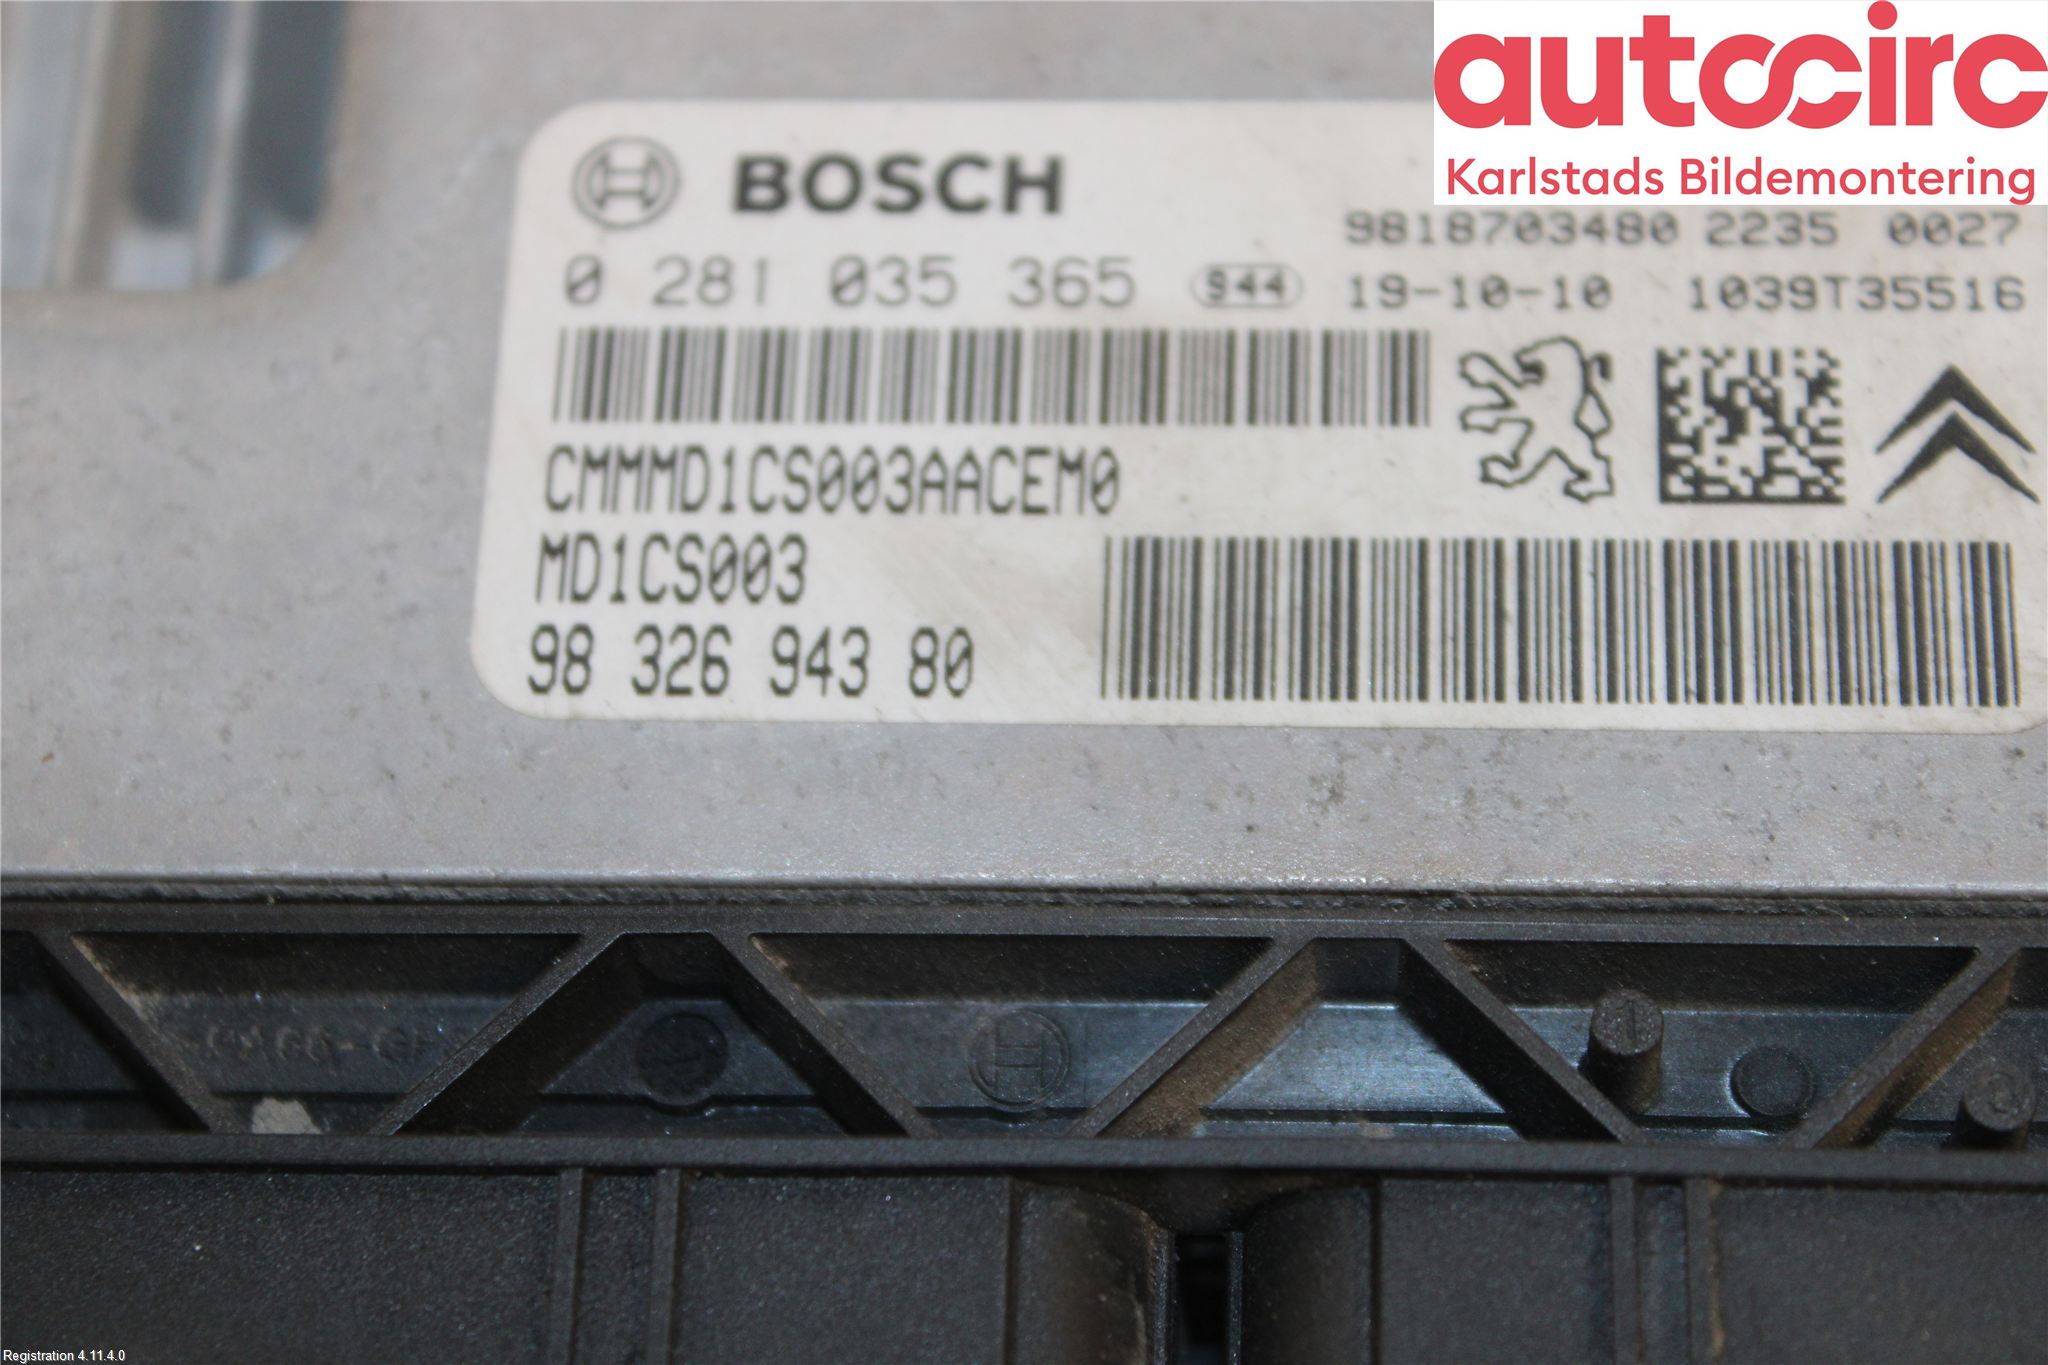 autocirc
Karlstads Bildemontering
BOSCH
9818703480 2235 0027
0 281 035 365 S44 19-10-10 1039T35516
CMMMD1CS003AACEM0
MD1CS003
98 326 943 80
Registration 4.11.4.0